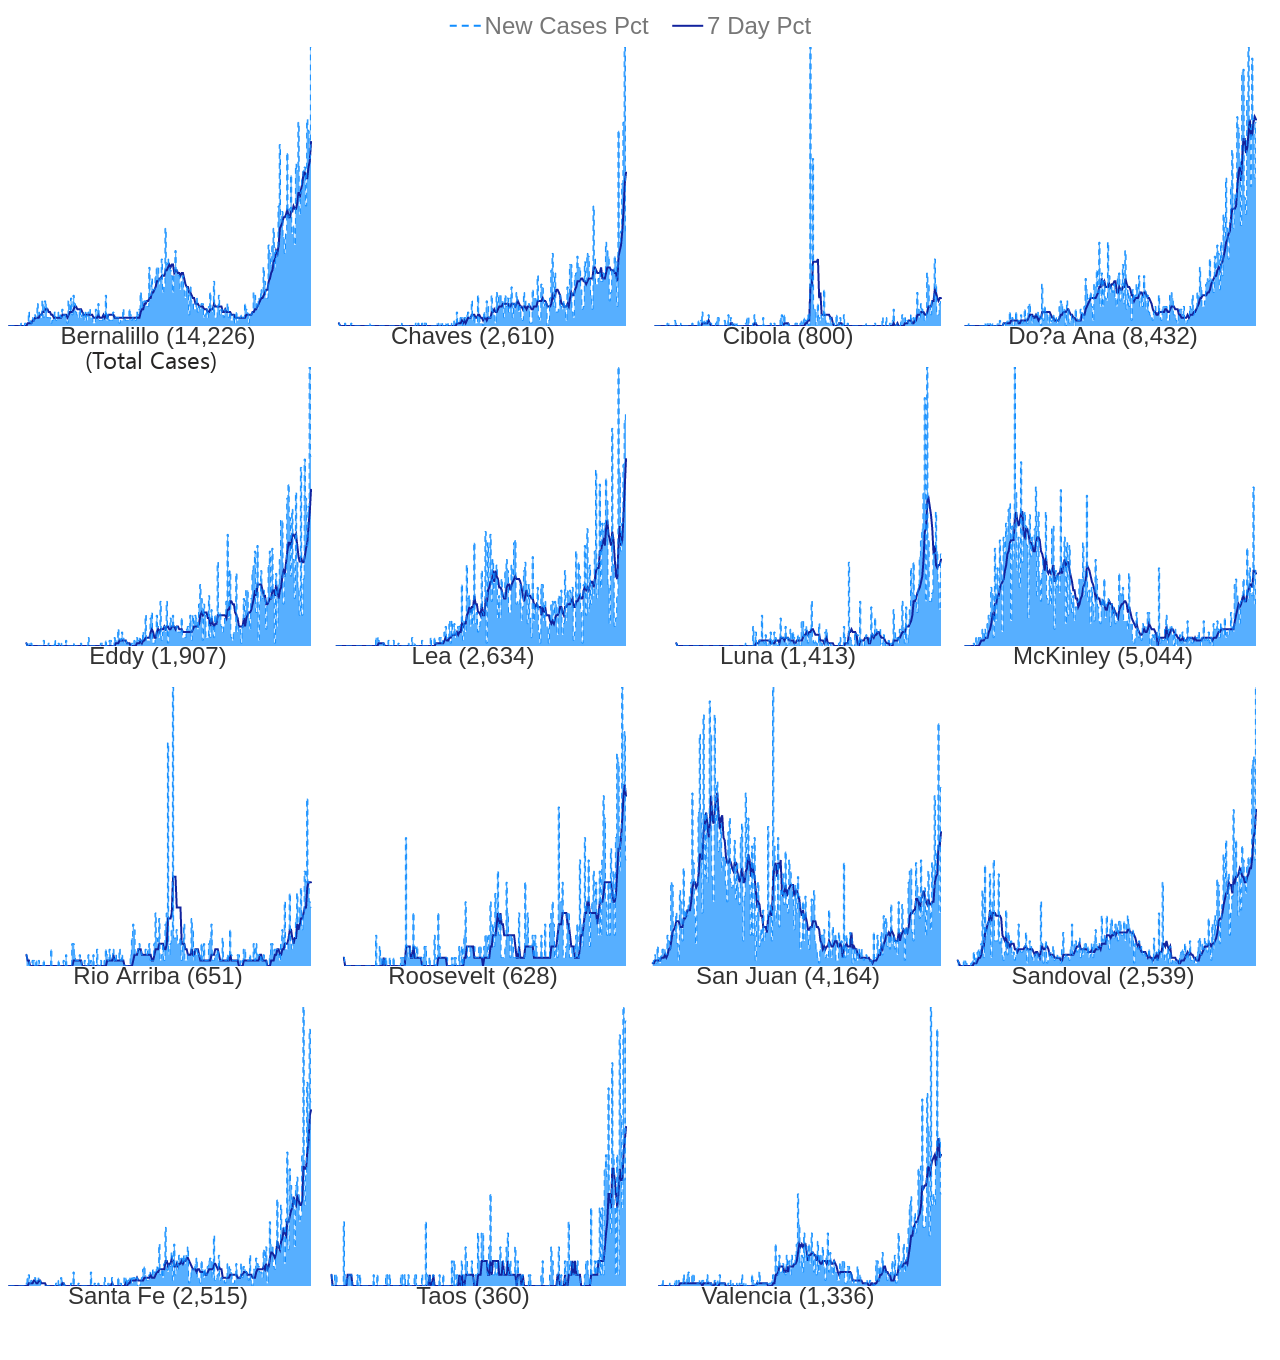 New Cases Pct 7 Day Pct
Bernalillo (14,226)
(Total Cases)
Chaves (2,610)
Cibola (800)
Do?a Ana (8,432)
Eddy (1,907)
Lea (2,634)
Luna (1,413)
McKinley (5,044)
Rio Arriba (651)
Roosevelt (628)
San Juan (4,164)
Sandoval (2,539)
Santa Fe (2,515)
Taos (360)
Valencia (1,336)